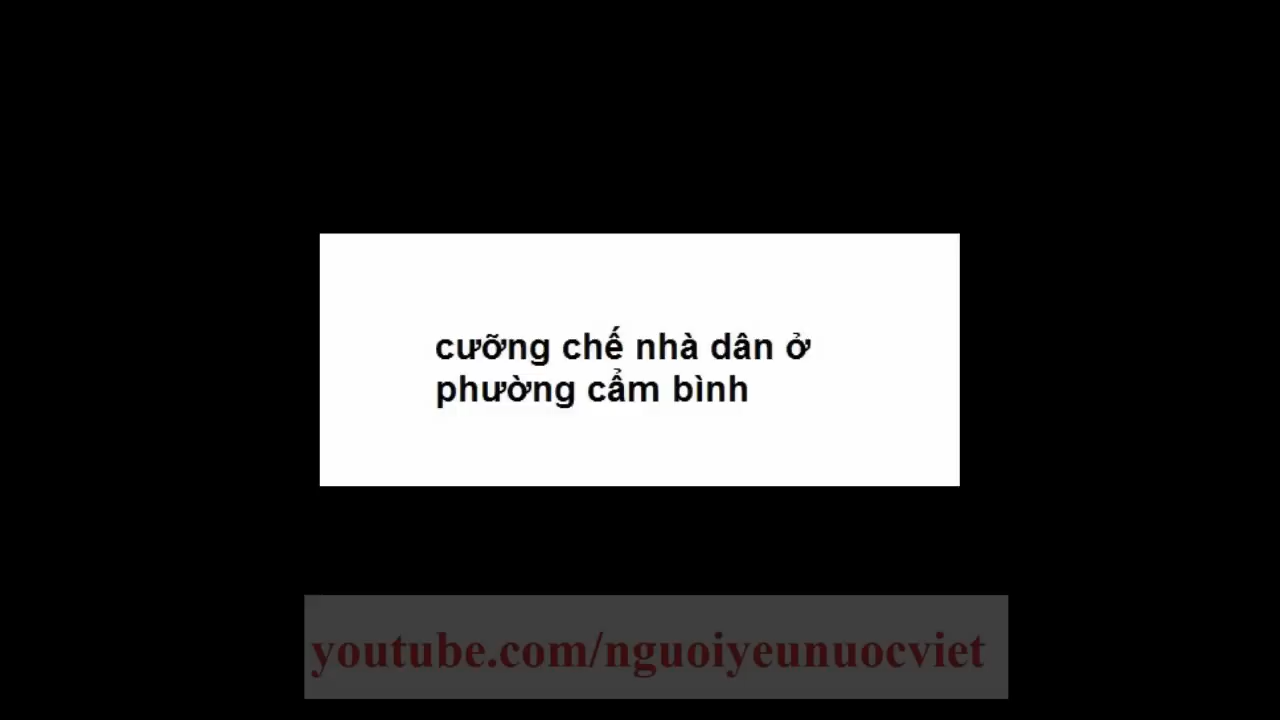 cưỡng chế nhà dân ở
phường cẩm bình
youtube.com/nguoiyeunuocviet